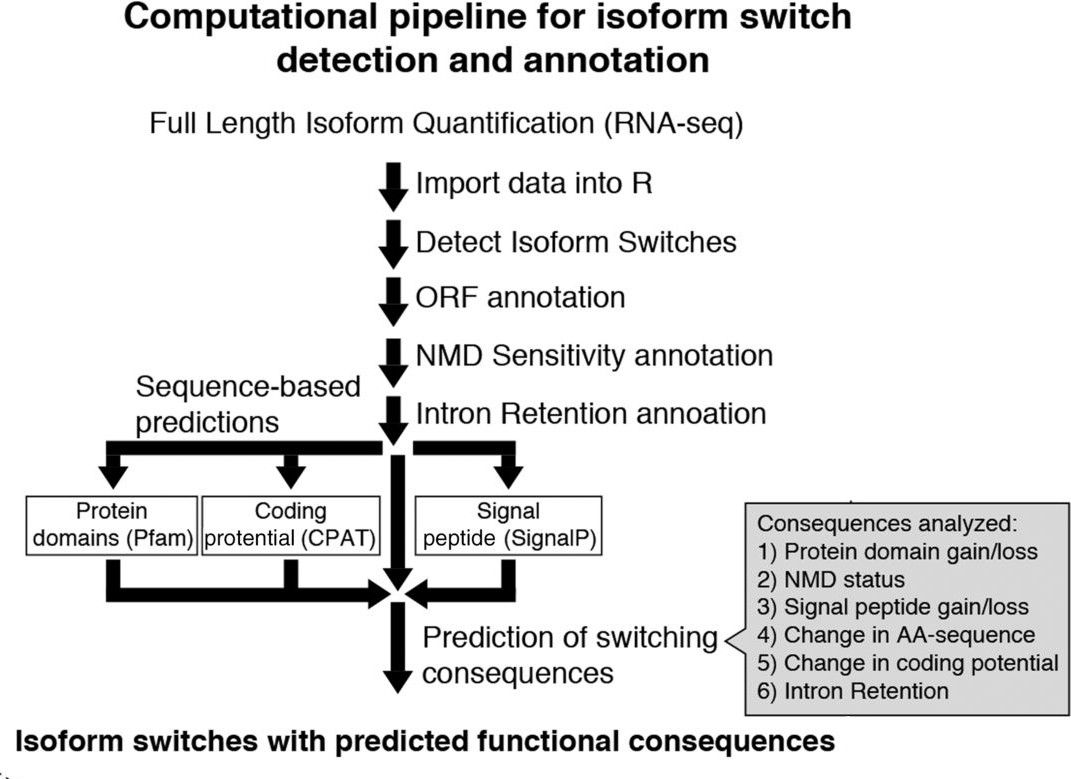 Computational pipeline for isoform switch
detection and annotation
Full Length Isoform Quantification (RNA-seq)
Import data into R
Detect Isoform Switches
ORF annotation
NMD Sensitivity annotation
Intron Retention annoation
Sequence-based
predictions
Protein
domains (Pfam)
Coding
protential (CPAT)
Signal
peptide (SignalP)
Prediction of switching
consequences
Consequences analyzed:
1) Protein domain gain/loss
2) NMD status
3) Signal peptide gain/loss
4) Change in AA-sequence
5) Change in coding potential
6) Intron Retention
Isoform switches with predicted functional consequences